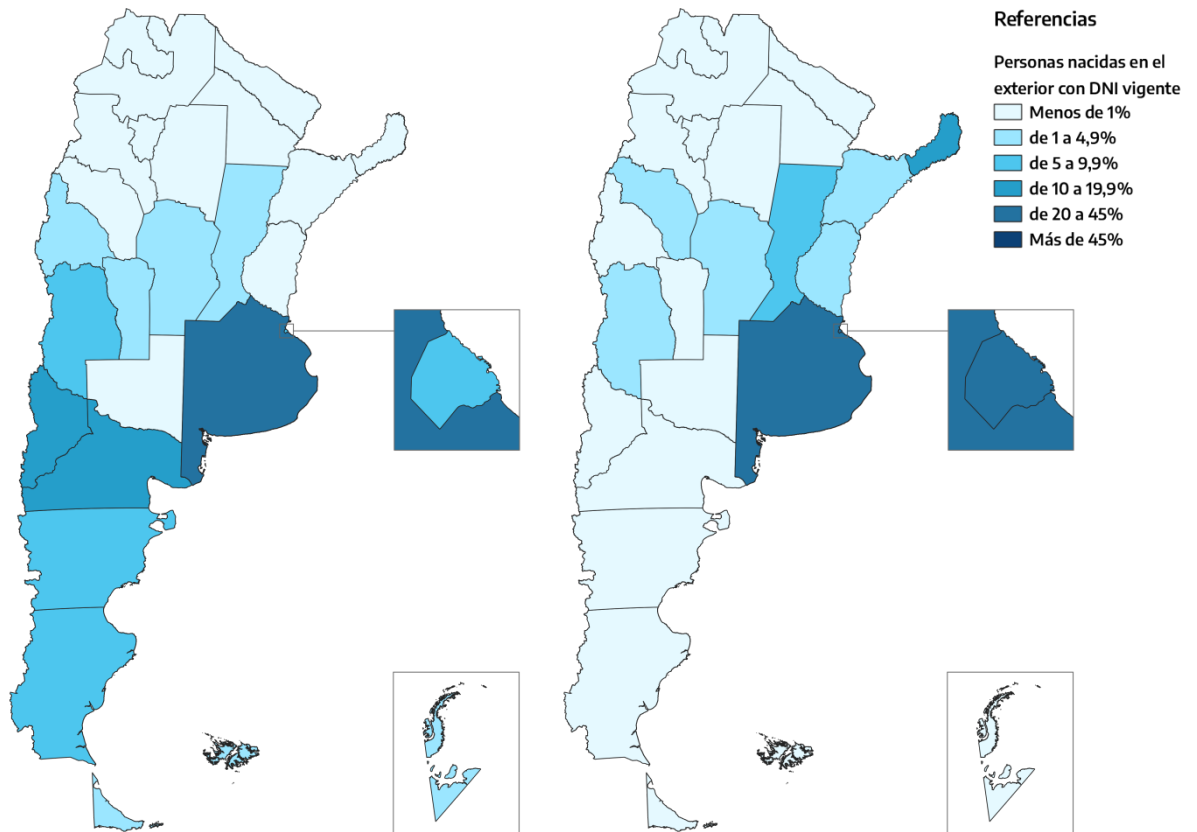 Referencias
Personas nacidas en el
exterior con DNI vigente
Menos de 1%
de 1 a 4,9%
de 5 a 9,9%
de 10 a 19,9%
de 20 a 45%
Más de 45%